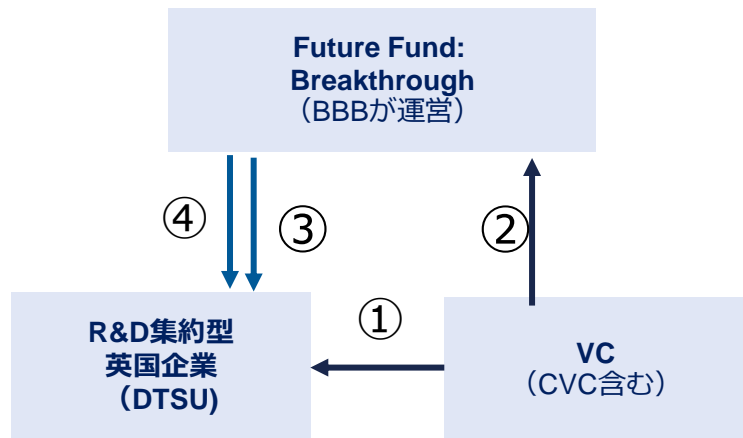 Future Fund:
Breakthrough
（BBBが運営）
④
③
②
①
R&D集約型
英国企業
（DTSU)
VC
（CVC含む）